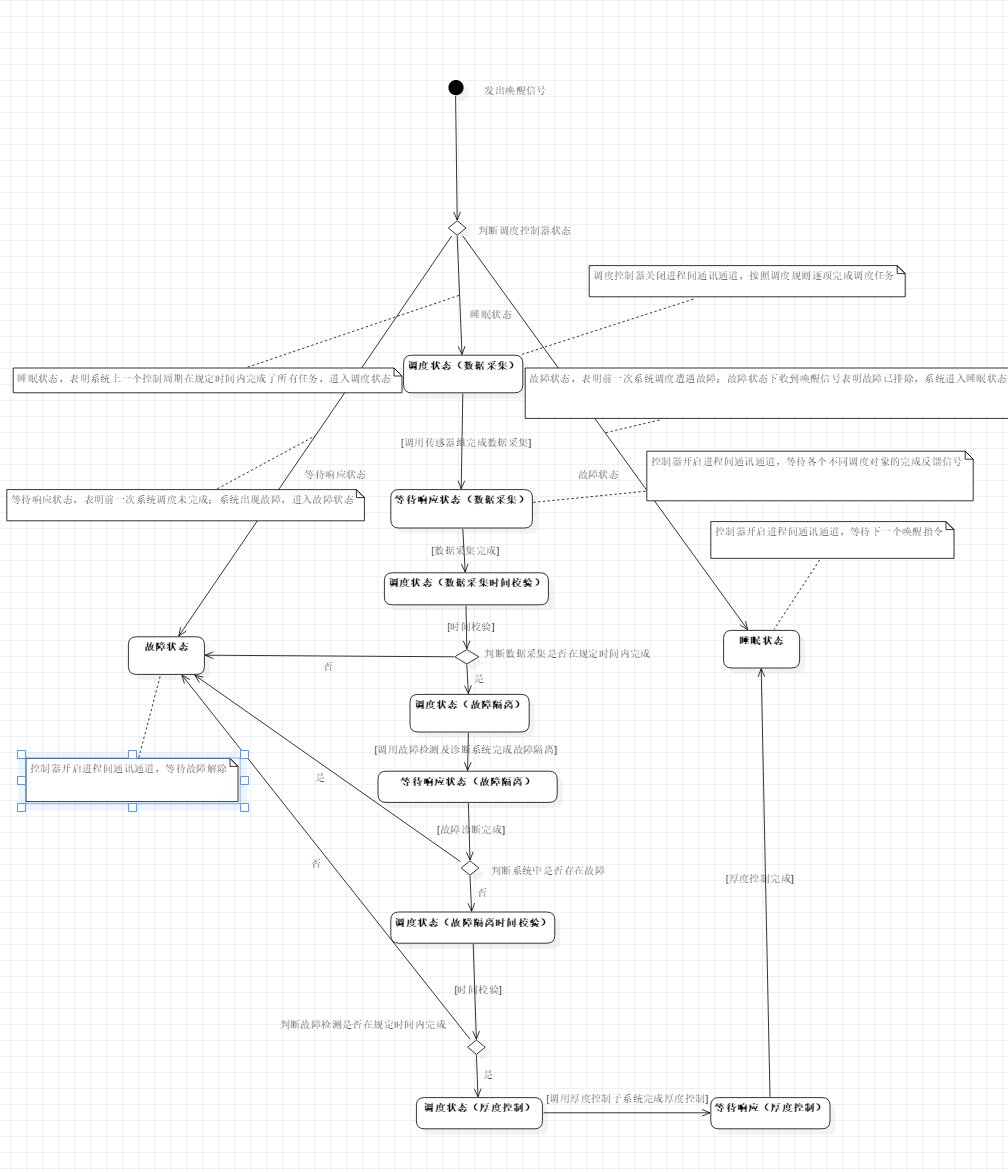 发出唤醒信号
判断调度控制器状态
调度控制器关闭进程间通讯通道，按照调度规则逐项完成调度任务
睡眠状态
调度状态（数据采集）
睡眠状态，表明系统上一个控制周期在规定时间内完成了所有任务，进入调度状态
故障状态，表明前一次系统调度遭遇故障；故障状态下收到唤醒信号表明故障已排除，系统进入睡眠状态
[调用传感器组完成数据采集]
控制器开启进程间通讯通道，等待各个不同调度对象的完成反馈信号
等待响应状态
故障状态
等待响应状态，表明前一次系统调度未完成；系统出现故障，进入故障状态
等待响应状态（数据采集）
控制器开启进程间通讯通道，等待下一个唤醒指令
[数据采集完成]
调度状态（数据采集时间校验）
[时间校验]
睡眠状态
故障状态
判断数据采集是否在规定时间内完成
否
是
调度状态（故障隔离）
[调用故障检测及诊断系统完成故障隔离]
控制器开启进程间通讯通道，等待故障解除
是
等待响应状态（故障隔离）
[故障诊断完成]
否
判断系统中是否存在故障
[厚度控制完成]
否
调度状态（故障隔离时间校验）
[时间校验]
判断故障检测是否在规定时间内完成
是
调度状态（厚度控制）
[调用厚度控制子系统完成厚度控制]
等待响应（厚度控制）